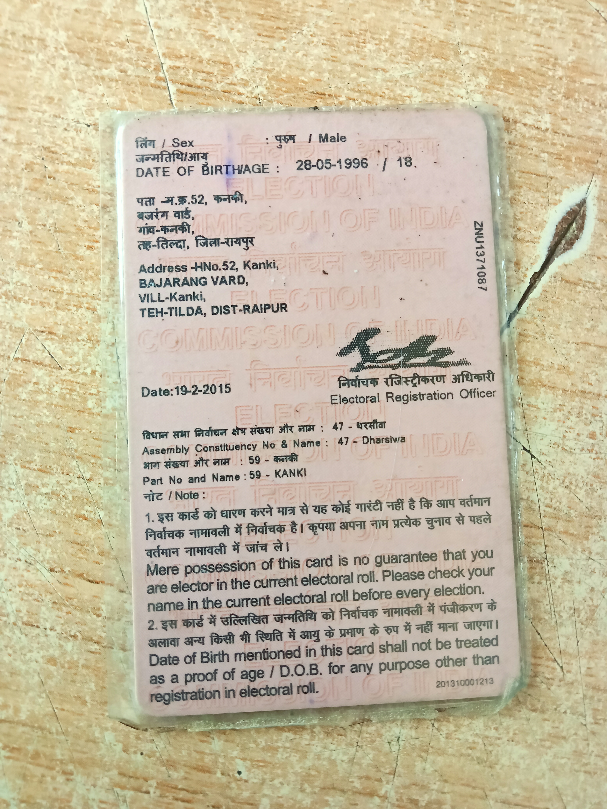 लिंग / Sex : पुरुष / Male
जन्मतिथि/आयु
DATE OF BIRTH/AGE : 28-05-1996 / 18.
पता -म.क्र.52, कनकी,
बजरंग वार्ड,
गांव-कनकी,
तह-तिल्दा, जिला-रायपुर
Address -HNo.52, Kanki,
BAJARANG VARD,
VILL-Kanki,
TEH-TILDA, DIST-RAIPUR
ZNU1371087
Date:19-2-2015
निर्वाचक रजिस्ट्रीकरण अधिकारी
Electoral Registration Officer
विधान सभा निर्वाचन क्षेत्र संख्या और नाम : 47 - धरसीवा
Assembly Constituency No & Name : 47 - Dharsiwa
भाग संख्या और नाम : 59 - कनकी
Part No and Name : 59 - KANKI
नोट / Note :
1. इस कार्ड को धारण करने मात्र से यह कोई गारंटी नहीं है कि आप वर्तमान
निर्वाचक नामावली में निर्वाचक है। कृपया अपना नाम प्रत्येक चुनाव से पहले
वर्तमान नामावली में जांच ले।
Mere possession of this card is no guarantee that you
are elector in the current electoral roll. Please check your
name in the current electoral roll before every election.
2. इस कार्ड में उल्लिखित जन्मतिथि को निर्वाचक नामावली में पंजीकरण के
अलावा अन्य किसी भी स्थिति में आयु के प्रमाण के रुप में नहीं माना जाएगा।
Date of Birth mentioned in this card shall not be treated
as a proof of age / D.O.B. for any purpose other than
registration in electoral roll.
201310001213